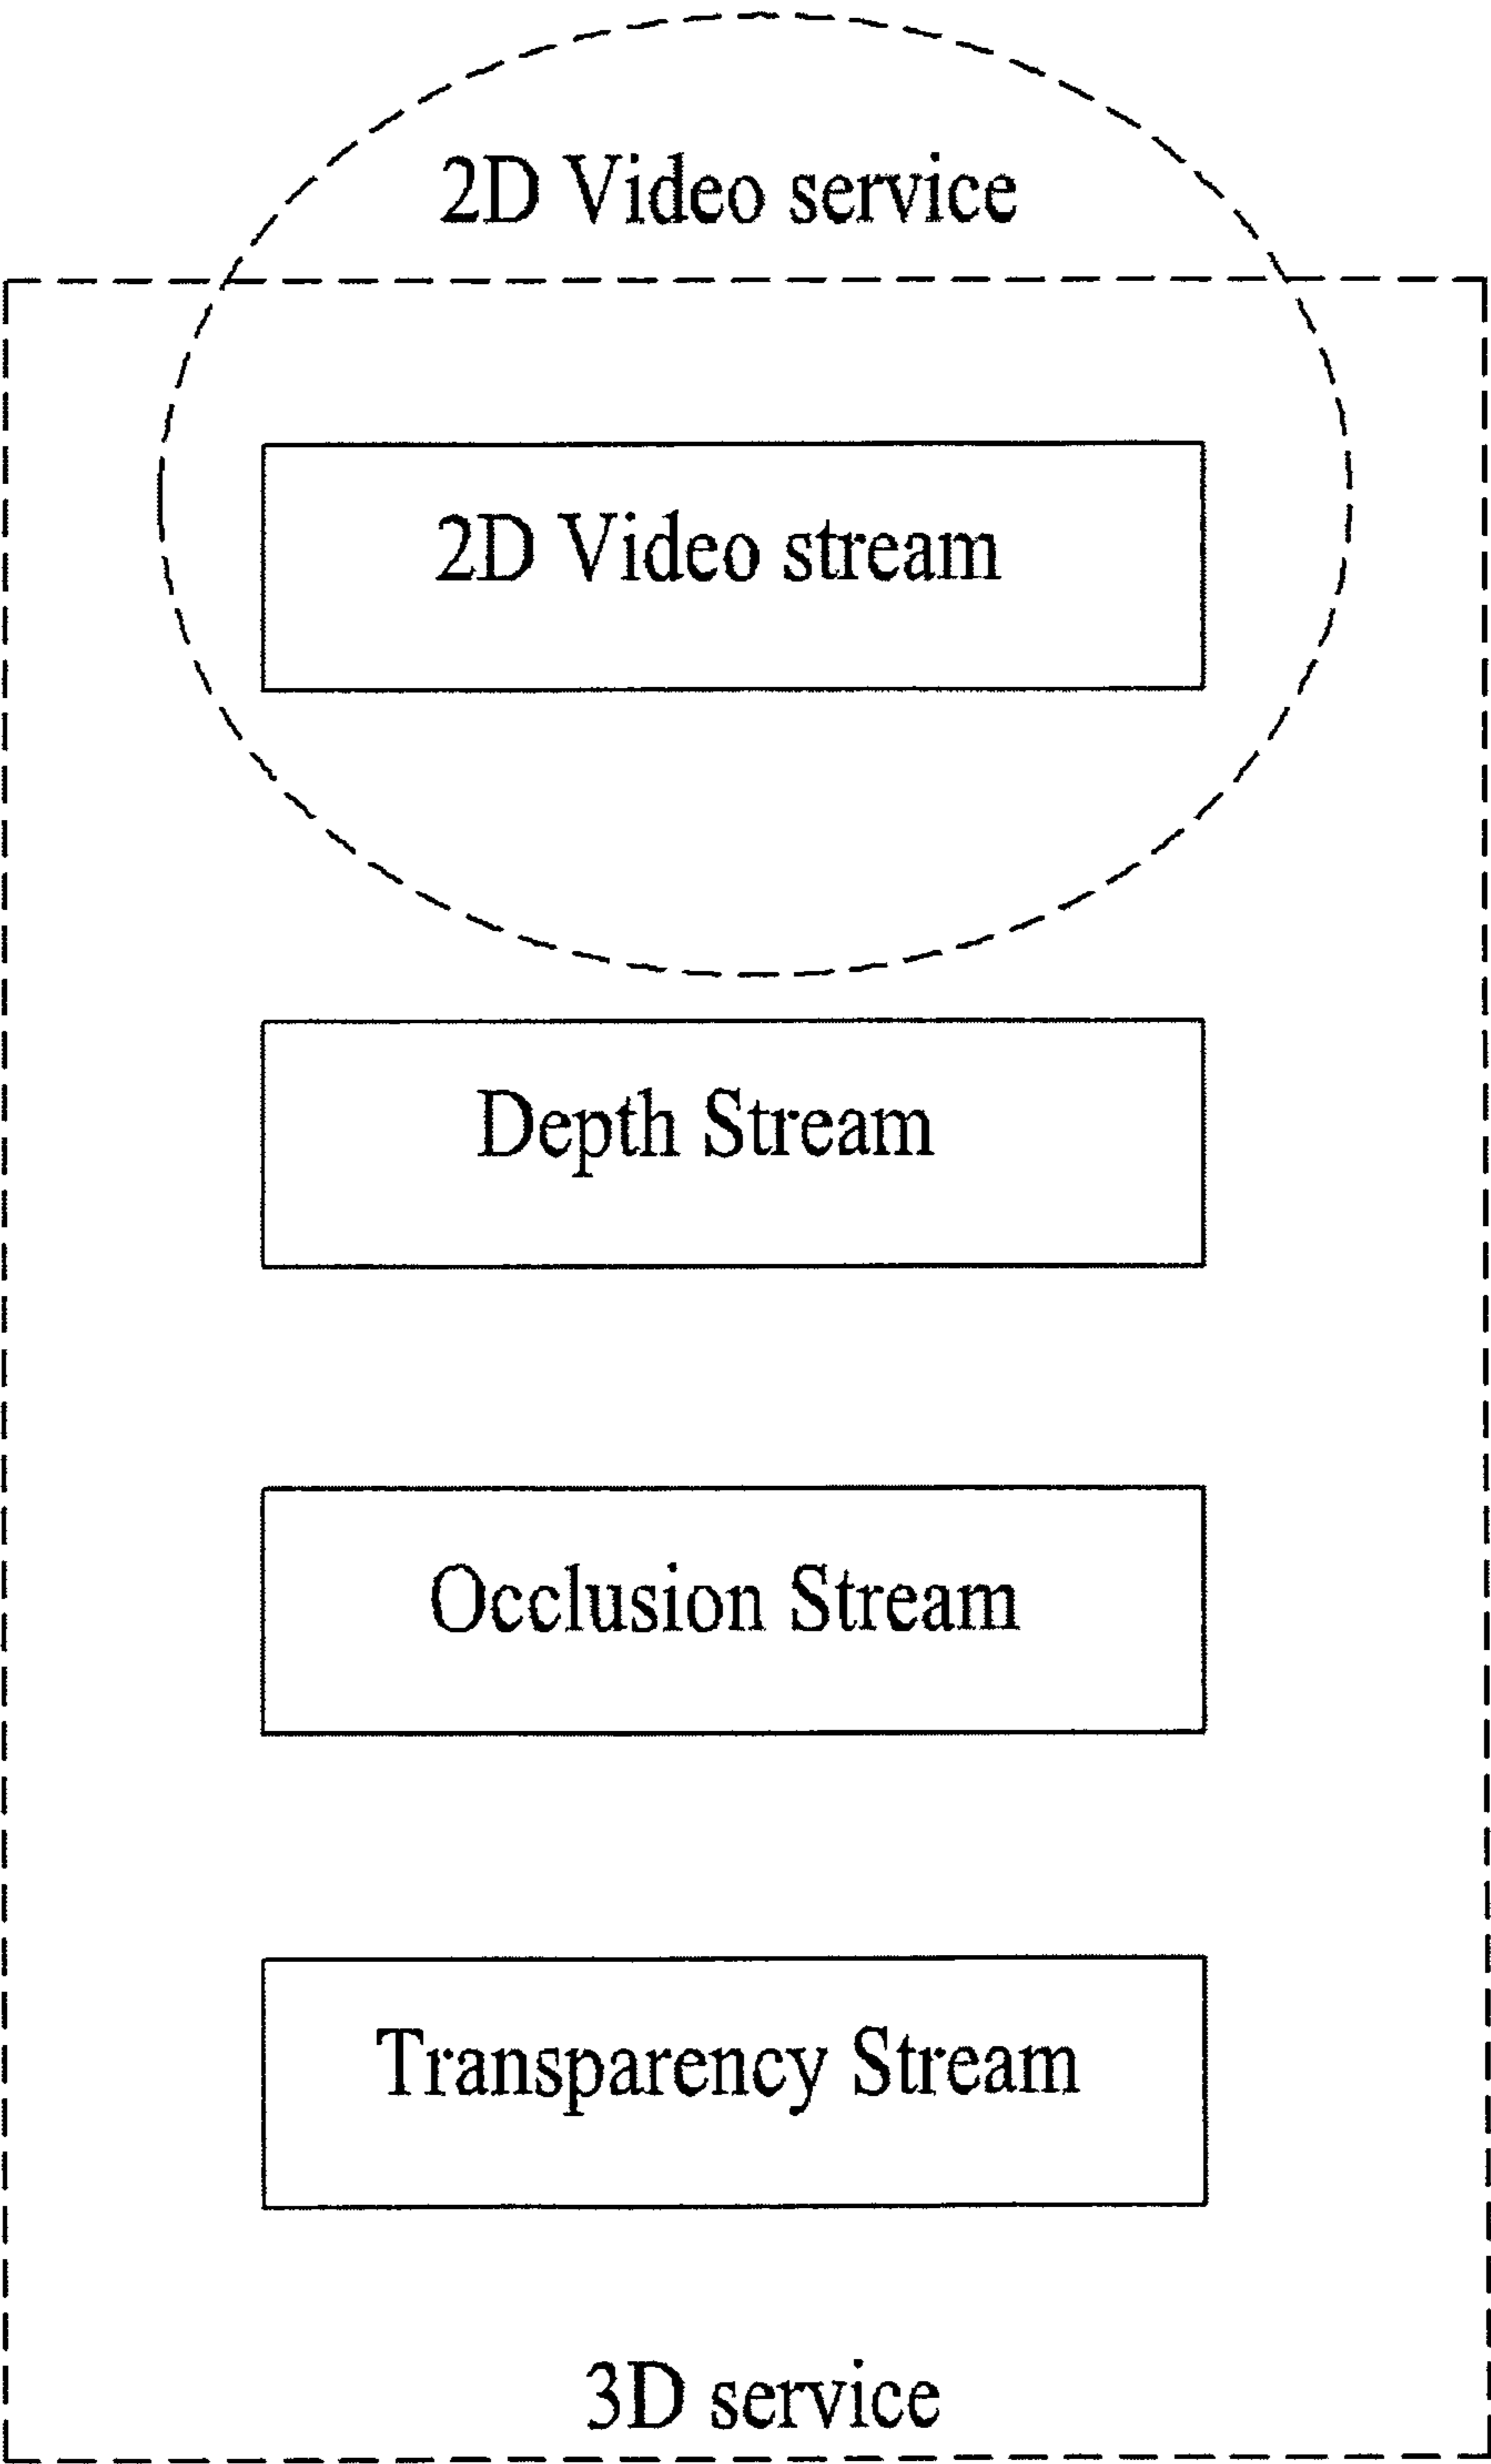 2D Video service
2D Video stream
Depth Stream
Occlusion Stream
Transparency Stream
3D service